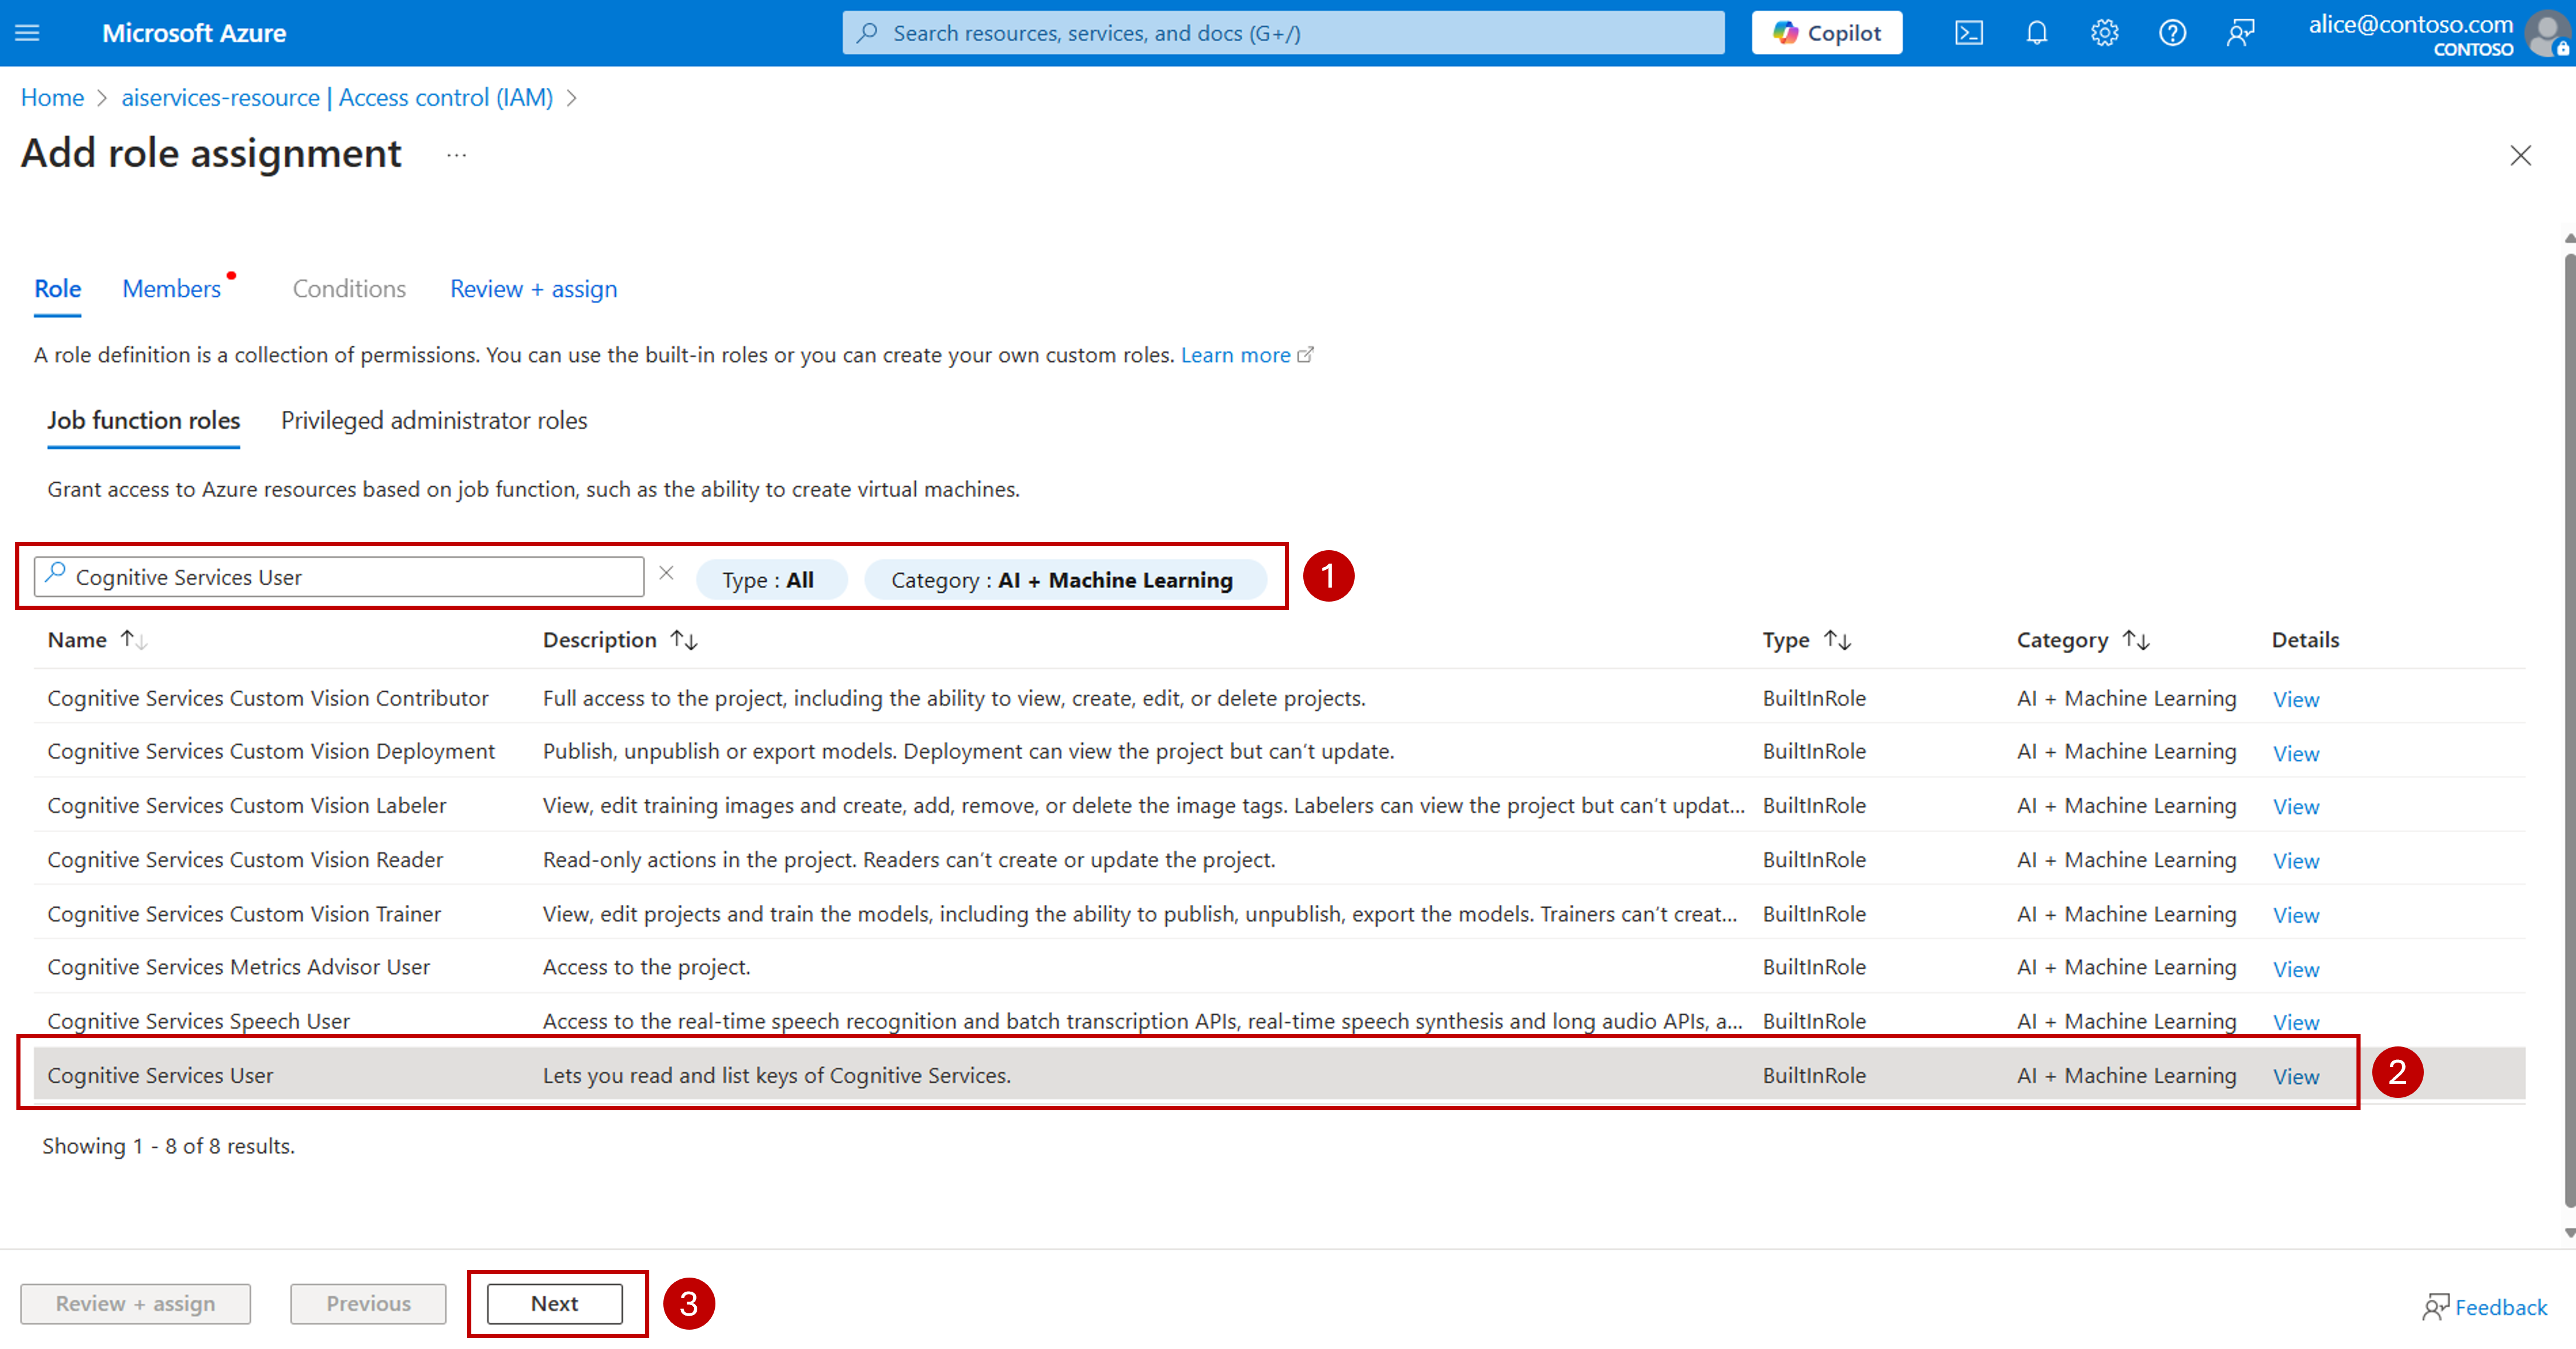 Microsoft Azure
Search resources, services, and docs (G+/)
Copilot
alice@contoso.com
CONTOSO
Home > aiservices-resource | Access control (IAM) >
Add role assignment ...
Role Members Conditions Review + assign
A role definition is a collection of permissions. You can use the built-in roles or you can create your own custom roles. Learn more
Job function roles Privileged administrator roles
Grant access to Azure resources based on job function, such as the ability to create virtual machines.
Cognitive Services User Type : All Category : AI + Machine Learning 1
Name Description Type Category Details
Cognitive Services Custom Vision Contributor Full access to the project, including the ability to view, create, edit, or delete projects. BuiltInRole AI + Machine Learning View
Cognitive Services Custom Vision Deployment Publish, unpublish or export models. Deployment can view the project but can't update. BuiltInRole AI + Machine Learning View
Cognitive Services Custom Vision Labeler View, edit training images and create, add, remove, or delete the image tags. Labelers can view the project but can't updat... BuiltInRole AI + Machine Learning View
Cognitive Services Custom Vision Reader Read-only actions in the project. Readers can't create or update the project. BuiltInRole AI + Machine Learning View
Cognitive Services Custom Vision Trainer View, edit projects and train the models, including the ability to publish, unpublish, export the models. Trainers can't creat... BuiltInRole AI + Machine Learning View
Cognitive Services Metrics Advisor User Access to the project. BuiltInRole AI + Machine Learning View
Cognitive Services Speech User Access to the real-time speech recognition and batch transcription APIs, real-time speech synthesis and long audio APIs, a... BuiltInRole AI + Machine Learning View
Cognitive Services User Lets you read and list keys of Cognitive Services. BuiltInRole AI + Machine Learning View 2
Showing 1 - 8 of 8 results.
Review + assign Previous Next 3 Feedback